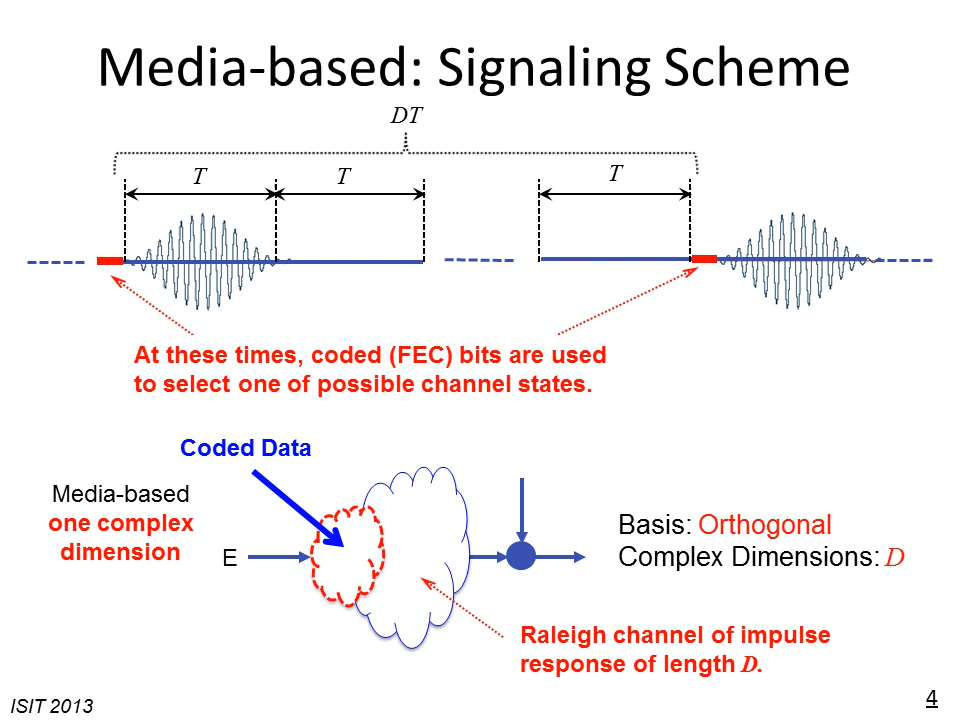 Media-based: Signaling Scheme
DT
T
T
T
At these times, coded (FEC) bits are used
to select one of possible channel states.
Coded Data
Media-based
one complex
dimension
E
Basis: Orthogonal
Complex Dimensions: D
Raleigh channel of impulse
response of length D.
ISIT 2013
4